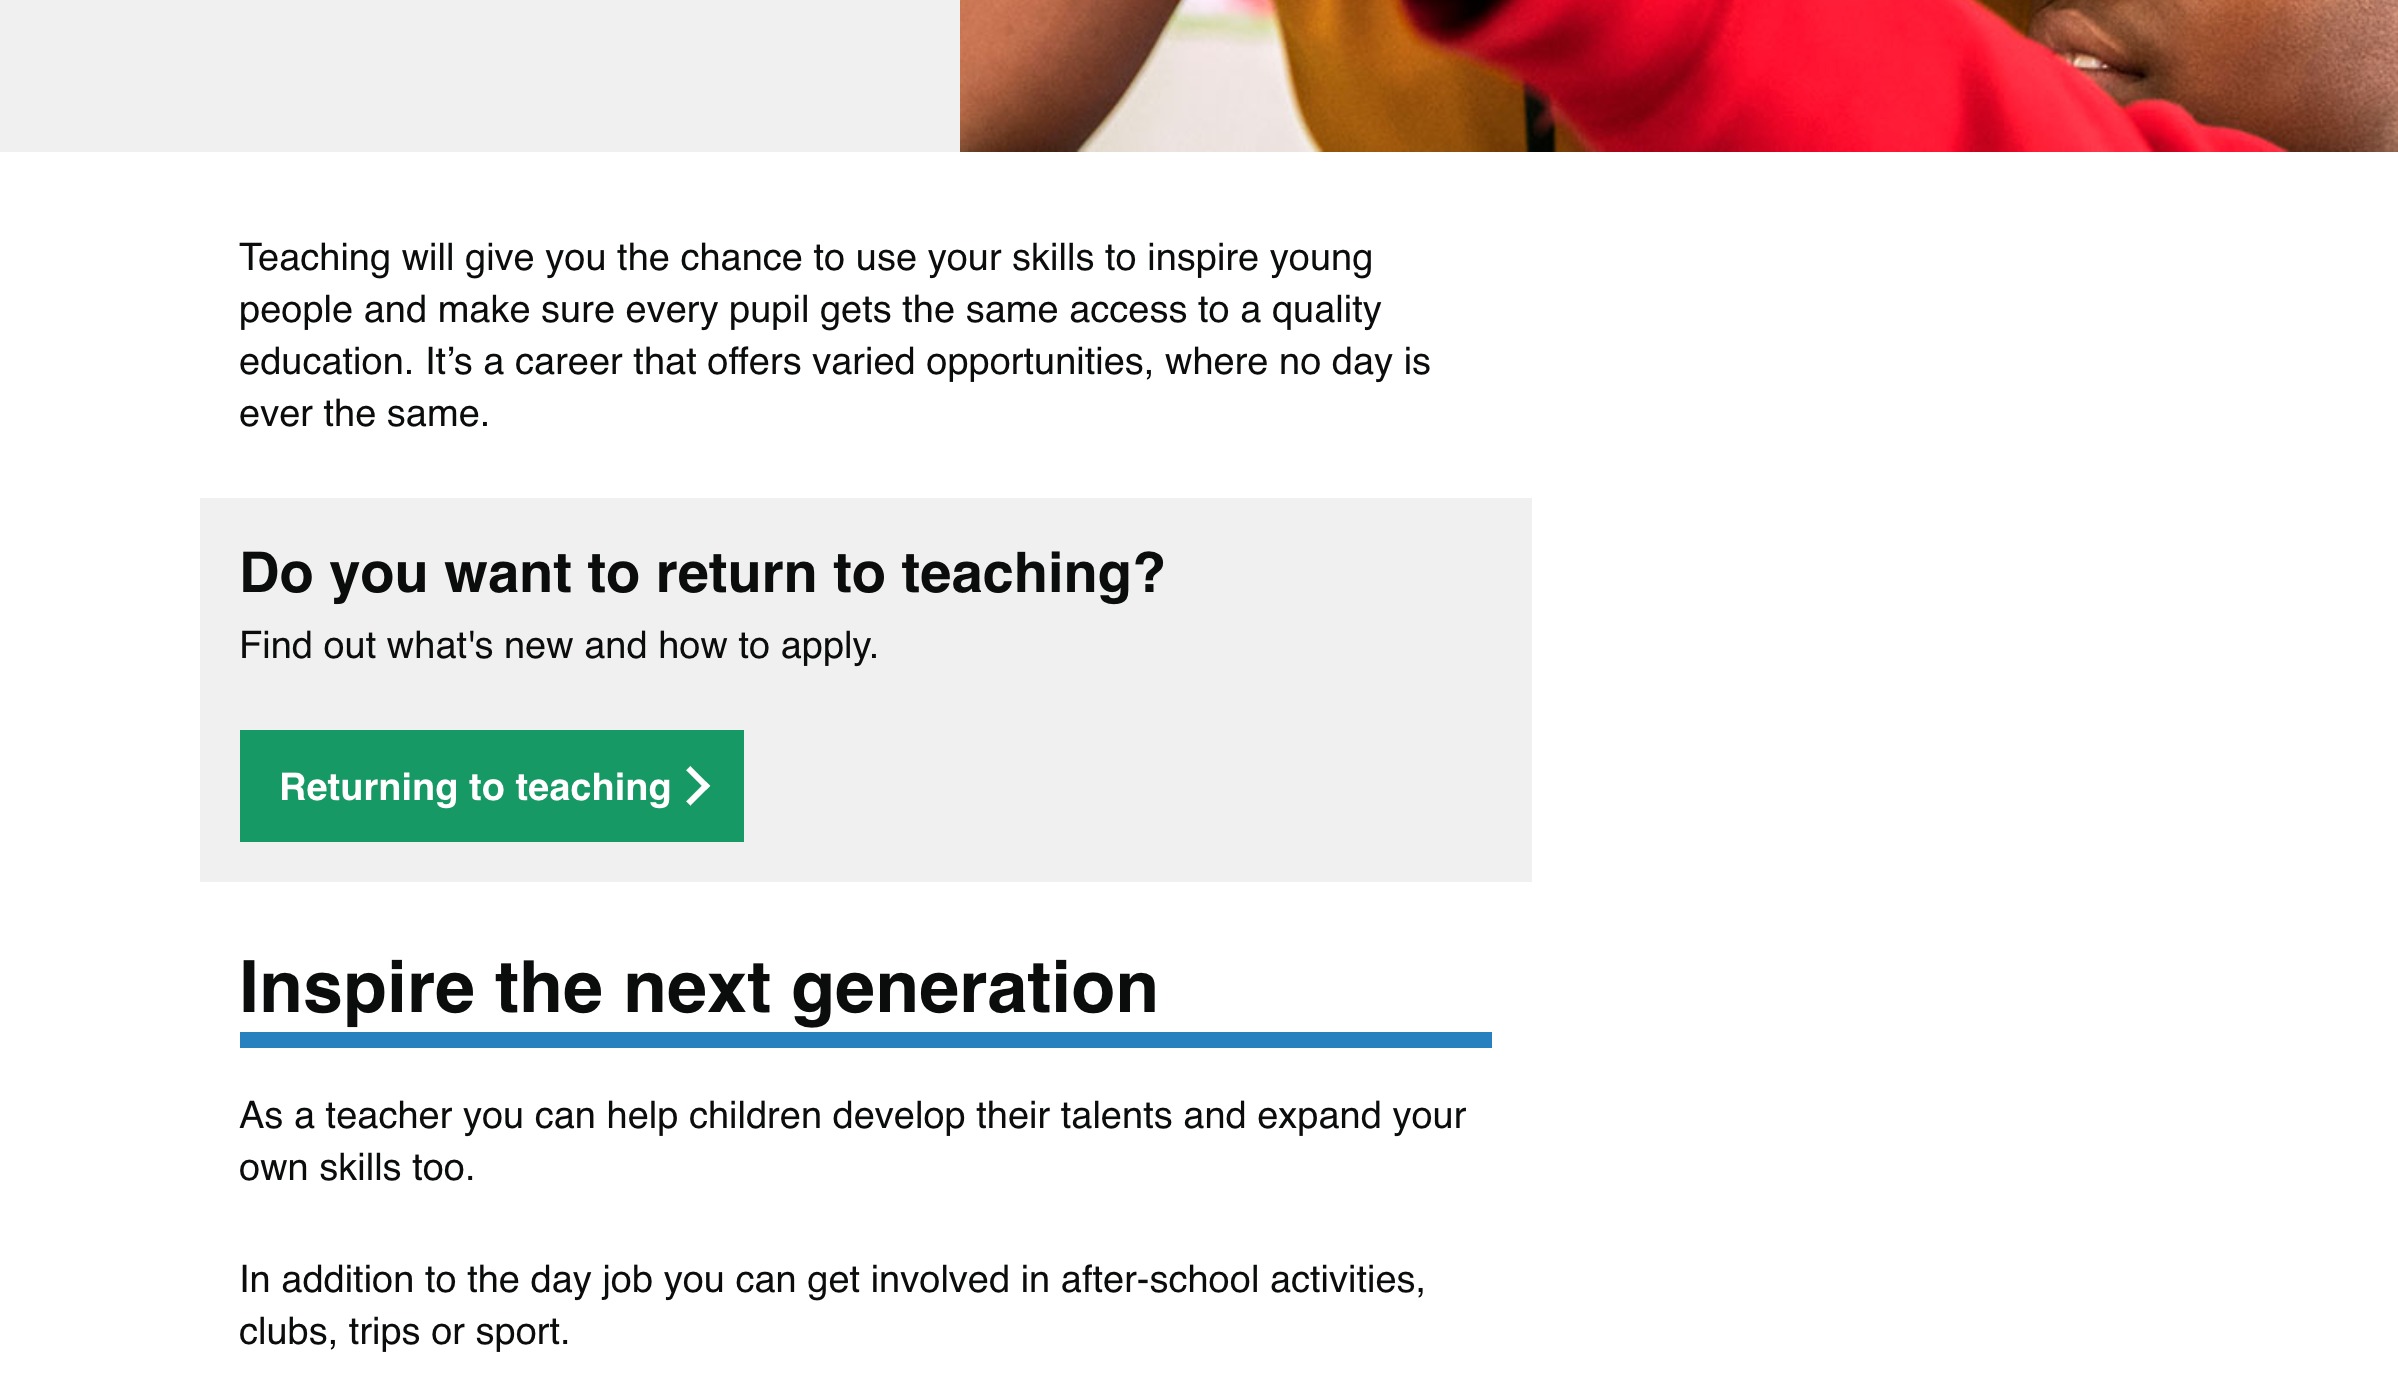 Teaching will give you the chance to use your skills to inspire young
people and make sure every pupil gets the same access to a quality
education. It’s a career that offers varied opportunities, where no day is
ever the same.
Do you want to return to teaching?
Find out what's new and how to apply.
Returning to teaching
Inspire the next generation
As a teacher you can help children develop their talents and expand your
own skills too.
In addition to the day job you can get involved in after-school activities,
clubs, trips or sport.